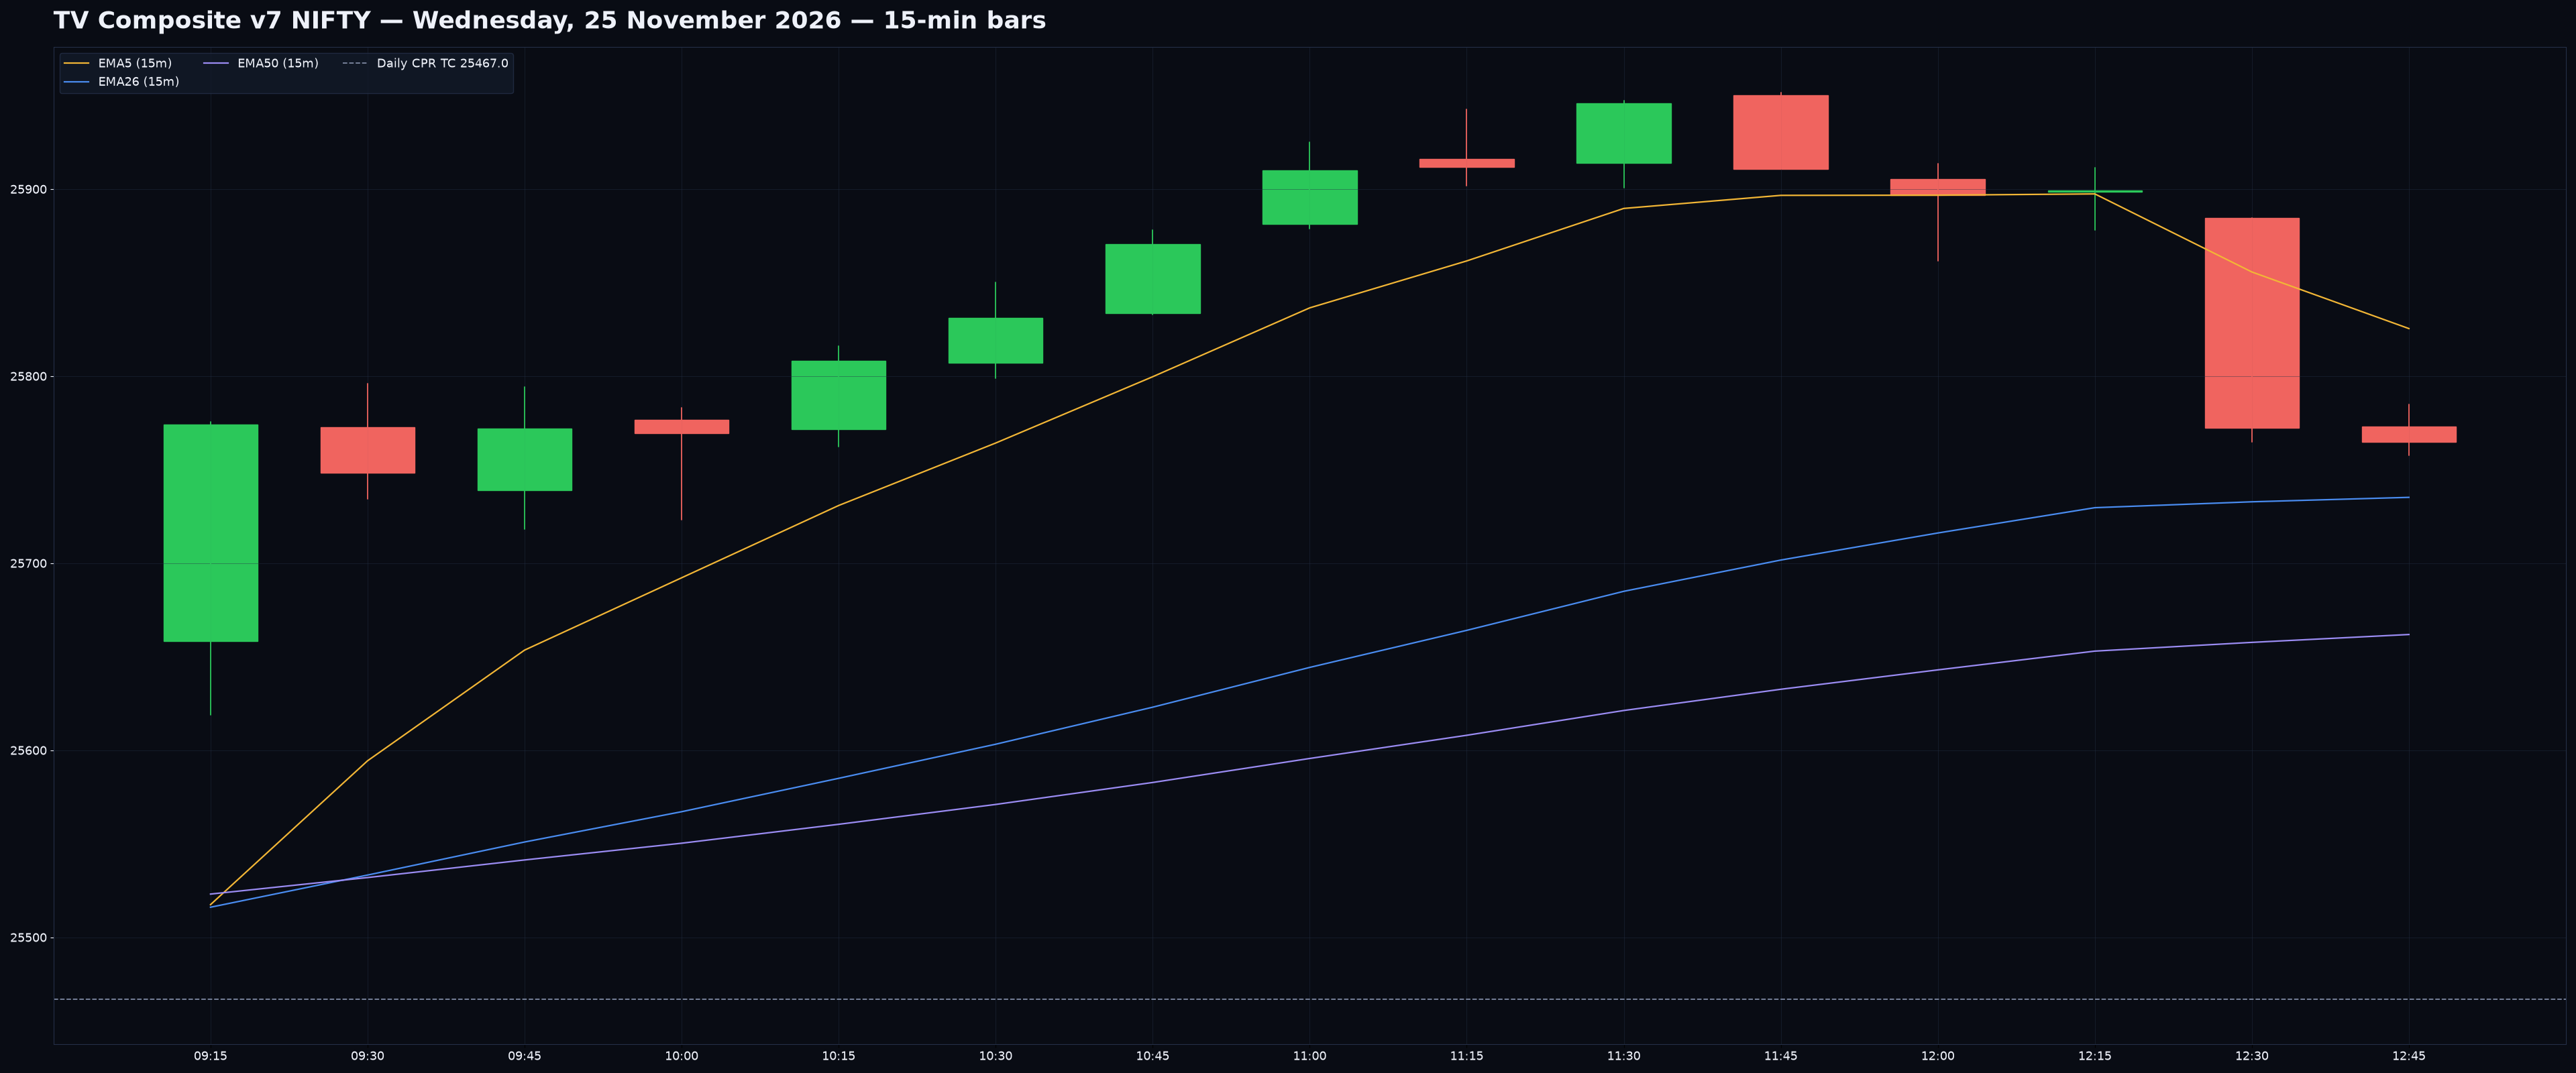 TV Composite v7 NIFTY — Wednesday, 25 November 2026 — 15-min bars
EMA5 (15m) EMA50 (15m) Daily CPR TC 25467.0
EMA26 (15m)
25900
25800
25700
25600
25500
09:15 09:30 09:45 10:00 10:15 10:30 10:45 11:00 11:15 11:30 11:45 12:00 12:15 12:30 12:45